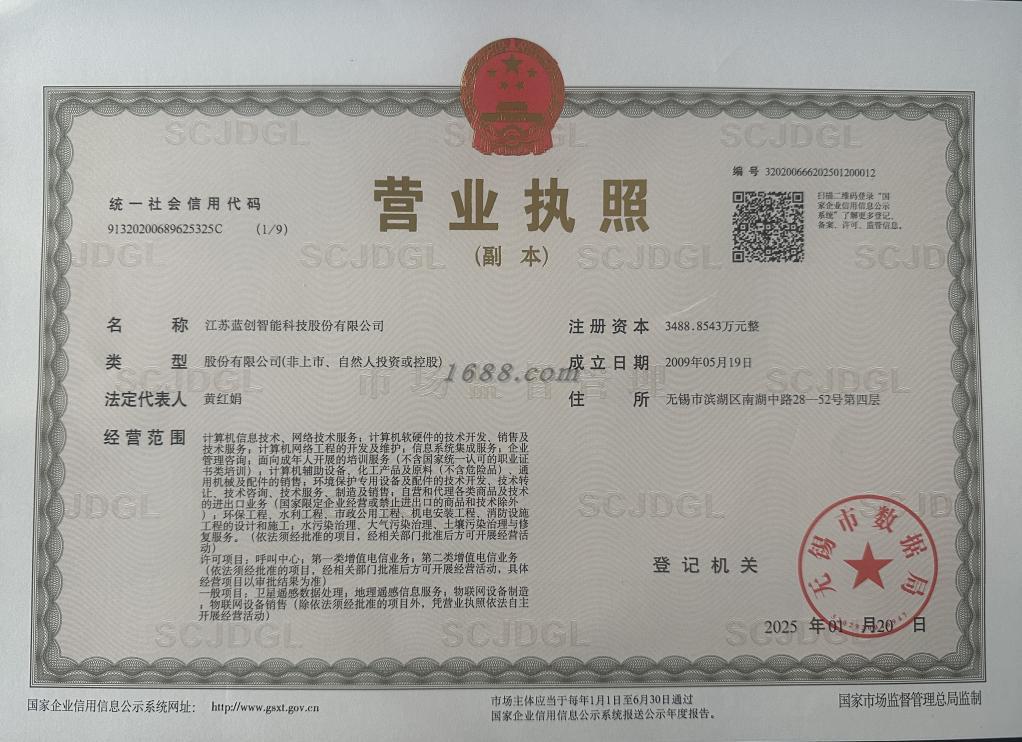 编 号 320200666202501200012
统一社会信用代码
91320200689625325C (1/9)
营业执照
(副 本)
扫描二维码登录“国
家企业信用信息公示
系统”了解更多登记、
备案、许可、监管信息。
名 称 江苏蓝创智能科技股份有限公司
类 型 股份有限公司(非上市、自然人投资或控股)
法定代表人 黄红娟
经营范围 计算机信息技术、网络技术服务；计算机软硬件的技术开发、销售及
技术服务；计算机网络工程的开发及维护；信息系统集成服务；企业
管理咨询；面向成年人开展的培训服务（不含国家统一认可的职业证
书类培训）；计算机辅助设备、化工产品及原料（不含危险品）、通
用机械及配件的销售；环境保护专用设备及配件的技术开发、技术转
让、技术咨询、技术服务、制造及销售；自营和代理各类商品及技术
的进出口业务（国家限定企业经营或禁止进出口的商品和技术除外
）；环保工程、水利工程、市政公用工程、机电安装工程、消防设施
工程的设计和施工；水污染治理、大气污染治理、土壤污染治理与修
复服务。（依法须经批准的项目，经相关部门批准后方可开展经营活
动）
许可项目：呼叫中心；第一类增值电信业务；第二类增值电信业务
（依法须经批准的项目，经相关部门批准后方可开展经营活动，具体
经营项目以审批结果为准）
一般项目：卫星遥感数据处理；地理遥感信息服务；物联网设备制造
；物联网设备销售（除依法须经批准的项目外，凭营业执照依法自主
开展经营活动）
注册资本 3488.8543万元整
成立日期 2009年05月19日
住 所 无锡市滨湖区南湖中路28—52号第四层
1688.com
市场监督管理
SCJDGL
登记机关
无锡市数据局
2025 年 01 月 20 日
国家企业信用信息公示系统网址： http://www.gsxt.gov.cn
市场主体应当于每年1月1日至6月30日通过
国家企业信用信息公示系统报送公示年度报告。
国家市场监督管理总局监制